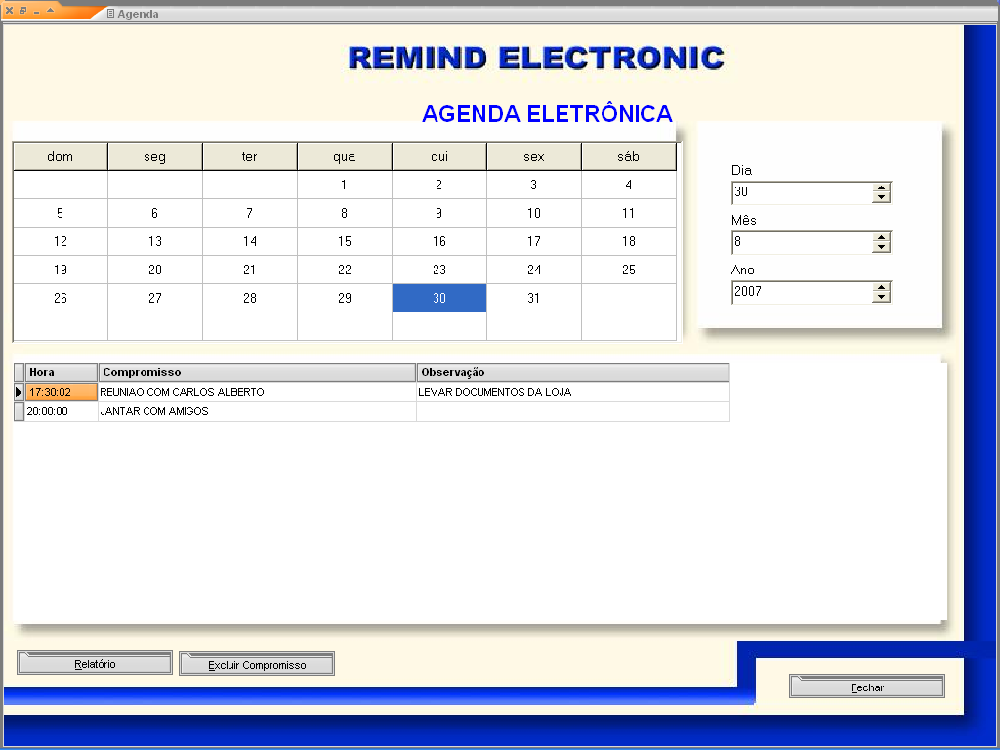 Agenda
REMIND ELECTRONIC
AGENDA ELETRÔNICA
dom seg ter qua qui sex sáb
1 2 3 4
5 6 7 8 9 10 11
12 13 14 15 16 17 18
19 20 21 22 23 24 25
26 27 28 29 30 31
Dia
30
Mês
8
Ano
2007
Hora Compromisso Observação
17:30:02 REUNIAO COM CARLOS ALBERTO LEVAR DOCUMENTOS DA LOJA
20:00:00 JANTAR COM AMIGOS
Relatório Excluir Compromisso
Fechar